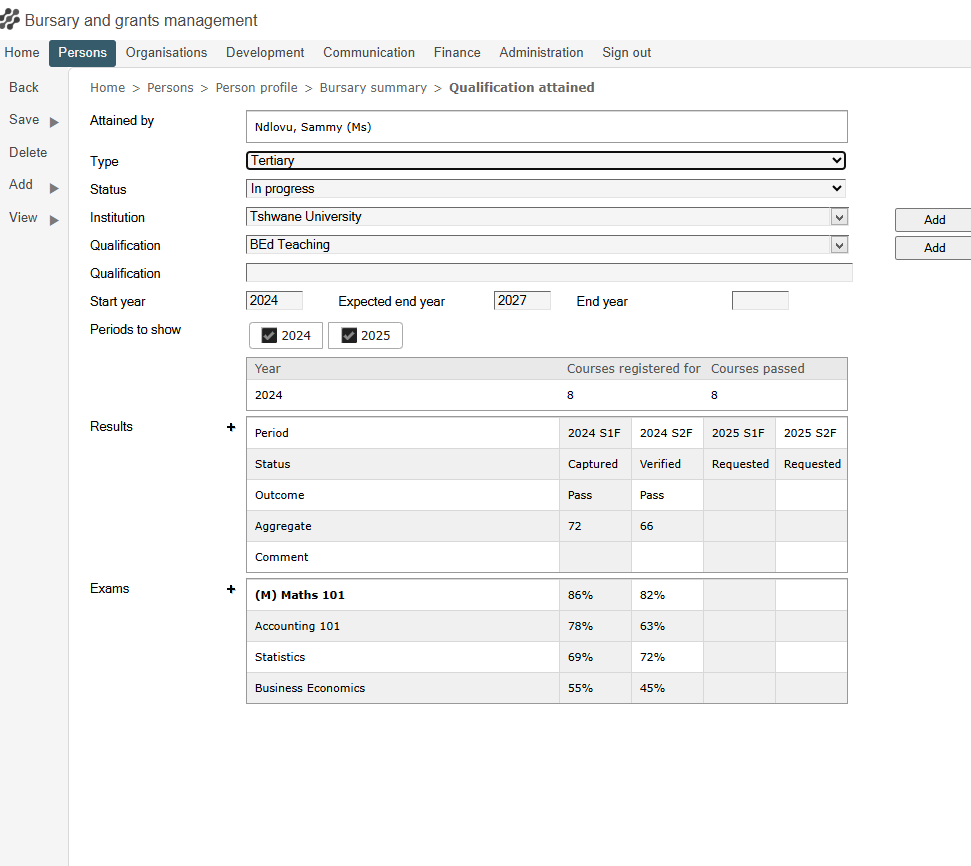 Bursary and grants management
Home Persons Organisations Development Communication Finance Administration Sign out
Back
Save
Delete
Add
View
Home > Persons > Person profile > Bursary summary > Qualification attained
Attained by Ndlovu, Sammy (Ms)
Type Tertiary
Status In progress
Institution Tshwane University Add
Qualification BEd Teaching Add
Qualification
Start year 2024 Expected end year 2027 End year
Periods to show 2024 2025
Year Courses registered for Courses passed
2024 8 8
Results +
Period 2024 S1F 2024 S2F 2025 S1F 2025 S2F
Status Captured Verified Requested Requested
Outcome Pass Pass
Aggregate 72 66
Comment
Exams +
(M) Maths 101 86% 82%
Accounting 101 78% 63%
Statistics 69% 72%
Business Economics 55% 45%